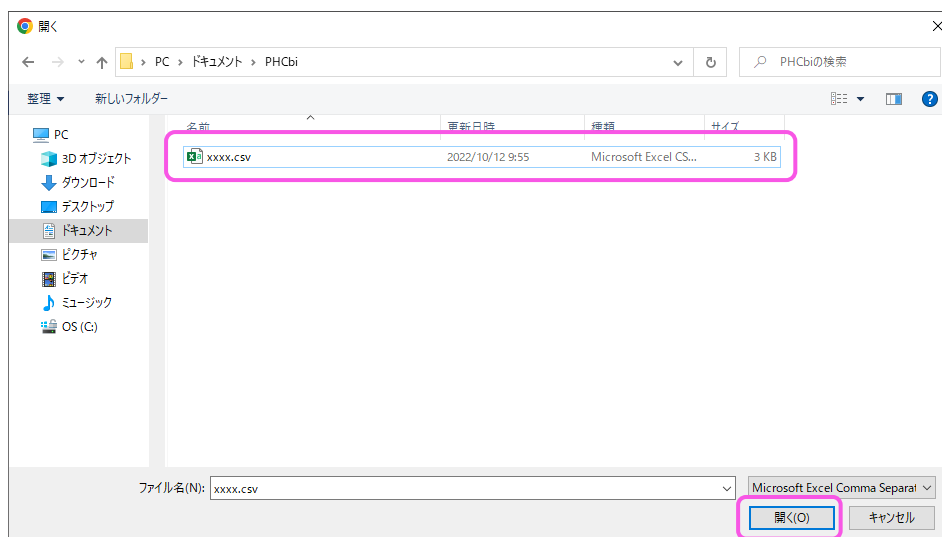 開く
PC › ドキュメント › PHCbi
PHCbiの検索
整理
新しいフォルダー
名前 更新日時 種類 サイズ
xxxx.csv 2022/10/12 9:55 Microsoft Excel CS... 3 KB
PC
3D オブジェクト
ダウンロード
デスクトップ
ドキュメント
ピクチャ
ビデオ
ミュージック
OS (C:)
ファイル名(N): xxxx.csv
Microsoft Excel Comma Separat
開く(O) キャンセル